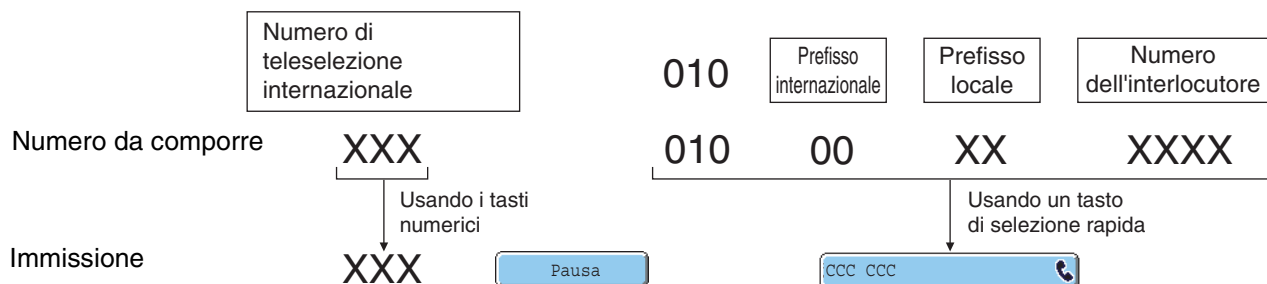 Numero di
teleselezione
internazionale
010
Prefisso
internazionale
Prefisso
locale
Numero
dell'interlocutore
Numero da comporre
XXX
010
00
XX
XXXX
Usando i tasti
numerici
Usando un tasto
di selezione rapida
Immissione
XXX
Pausa
CCC CCC